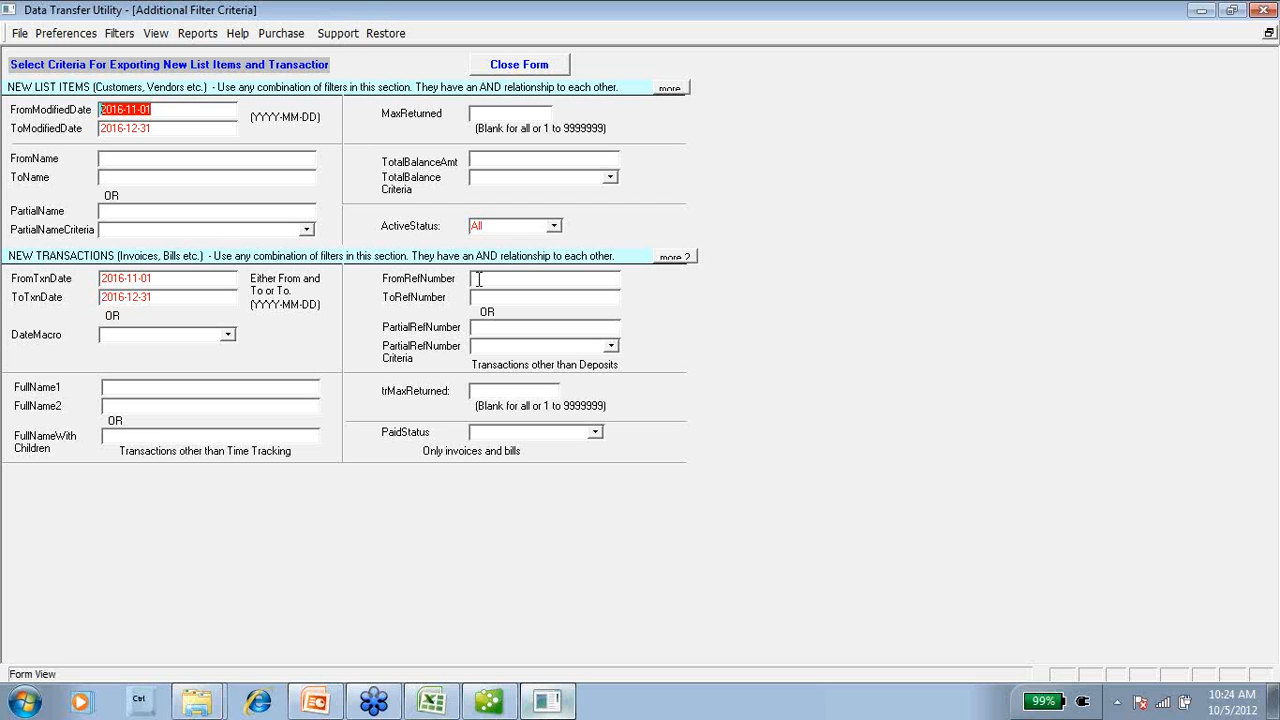 Data Transfer Utility - [Additional Filter Criteria]
File Preferences Filters View Reports Help Purchase Support Restore
Select Criteria For Exporting New List Items and Transaction
Close Form
NEW LIST ITEMS (Customers, Vendors etc.) - Use any combination of filters in this section. They have an AND relationship to each other.
more
FromModifiedDate 2016-11-01
ToModifiedDate 2016-12-31
(YYYY-MM-DD)
MaxReturned
(Blank for all or 1 to 9999999)
FromName
ToName
OR
PartialName
PartialNameCriteria
TotalBalanceAmt
TotalBalance
Criteria
ActiveStatus: All
NEW TRANSACTIONS (Invoices, Bills etc.) - Use any combination of filters in this section. They have an AND relationship to each other.
more 2
FromTxnDate 2016-11-01
ToTxnDate 2016-12-31
OR
DateMacro
Either From and
To or To.
(YYYY-MM-DD)
FromRefNumber
ToRefNumber
OR
PartialRefNumber
PartialRefNumber
Criteria
Transactions other than Deposits
FullName1
FullName2
OR
FullNameWith
Children
Transactions other than Time Tracking
trMaxReturned:
(Blank for all or 1 to 9999999)
PaidStatus
Only invoices and bills
Form View
Ctrl
99%
10:24 AM
10/5/2012